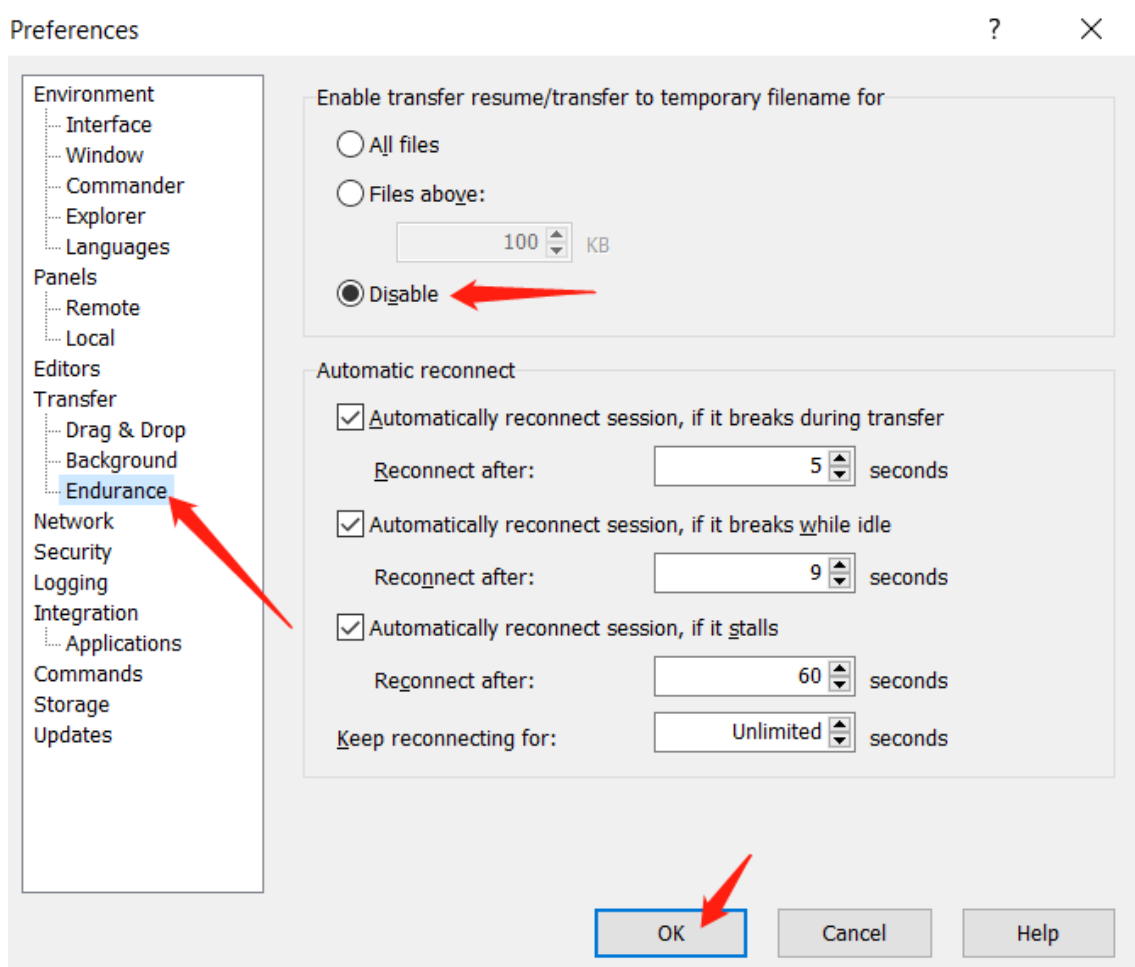 Preferences
?
Environment
Interface
Window
Commander
Explorer
Languages
Panels
Remote
Local
Editors
Transfer
Drag & Drop
Background
Endurance
Network
Security
Logging
Integration
Applications
Commands
Storage
Updates
Enable transfer resume/transfer to temporary filename for
All files
Files above:
100 KB
Disable
Automatic reconnect
Automatically reconnect session, if it breaks during transfer
Reconnect after: 5 seconds
Automatically reconnect session, if it breaks while idle
Reconnect after: 9 seconds
Automatically reconnect session, if it stalls
Reconnect after: 60 seconds
Keep reconnecting for: Unlimited seconds
OK Cancel Help